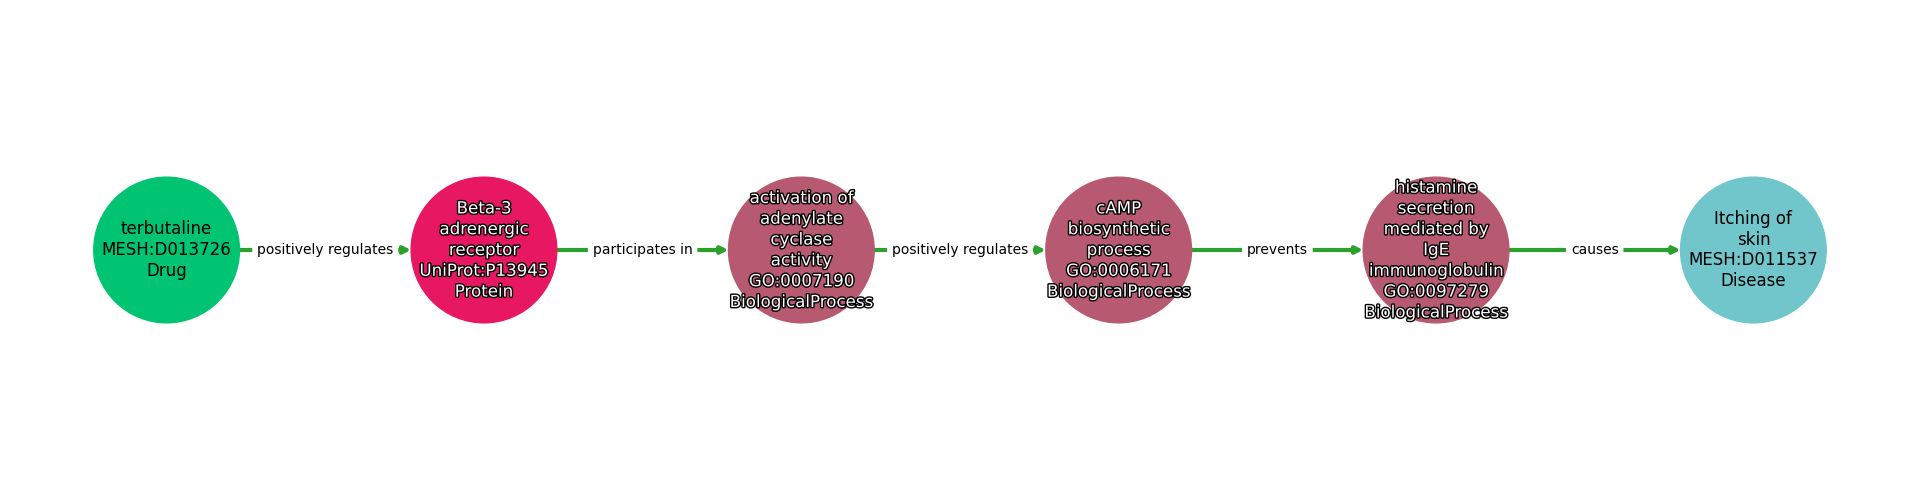 terbutaline
MESH:D013726
Drug
positively regulates
Beta-3
adrenergic
receptor
UniProt:P13945
Protein
participates in
activation of
adenylate
cyclase
activity
GO:0007190
BiologicalProcess
positively regulates
cAMP
biosynthetic
process
GO:0006171
BiologicalProcess
prevents
histamine
secretion
mediated by
IgE
immunoglobulin
GO:0097279
BiologicalProcess
causes
Itching of
skin
MESH:D011537
Disease